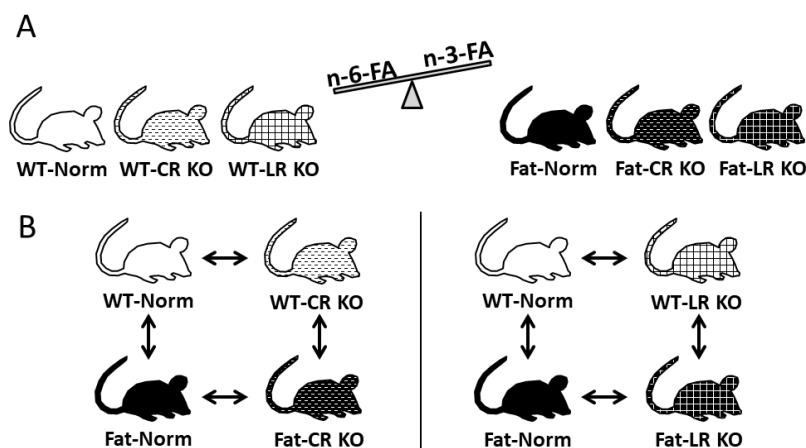 A
n-6-FA n-3-FA
WT-Norm WT-CR KO WT-LR KO Fat-Norm Fat-CR KO Fat-LR KO
B
WT-Norm WT-CR KO WT-Norm WT-LR KO
Fat-Norm Fat-CR KO Fat-Norm Fat-LR KO